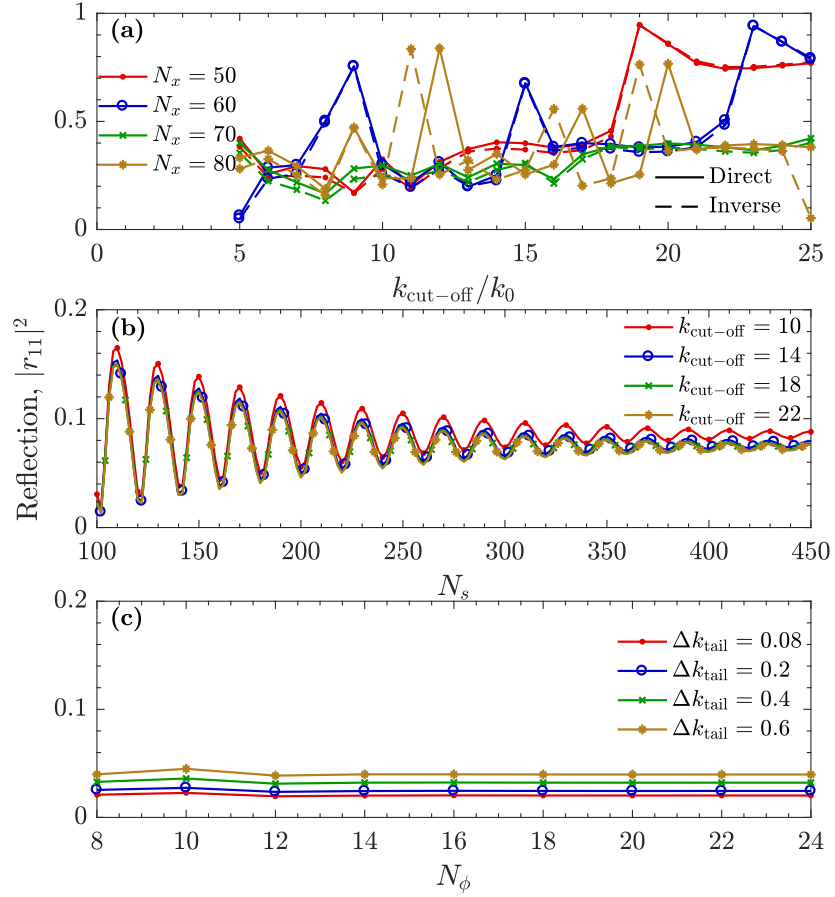 1
(a)
N_x = 50
N_x = 60
N_x = 70
N_x = 80
0.5
Direct
Inverse
0
0 5 10 15 20 25
k_cut−off/k_0
0.2
(b)
k_cut−off = 10
k_cut−off = 14
k_cut−off = 18
k_cut−off = 22
0.1
0
Reflection, |r_11|^2
100 150 200 250 300 350 400 450
N_s
0.2
(c)
Δk_tail = 0.08
Δk_tail = 0.2
Δk_tail = 0.4
Δk_tail = 0.6
0.1
0
8 10 12 14 16 18 20 22 24
N_ϕ